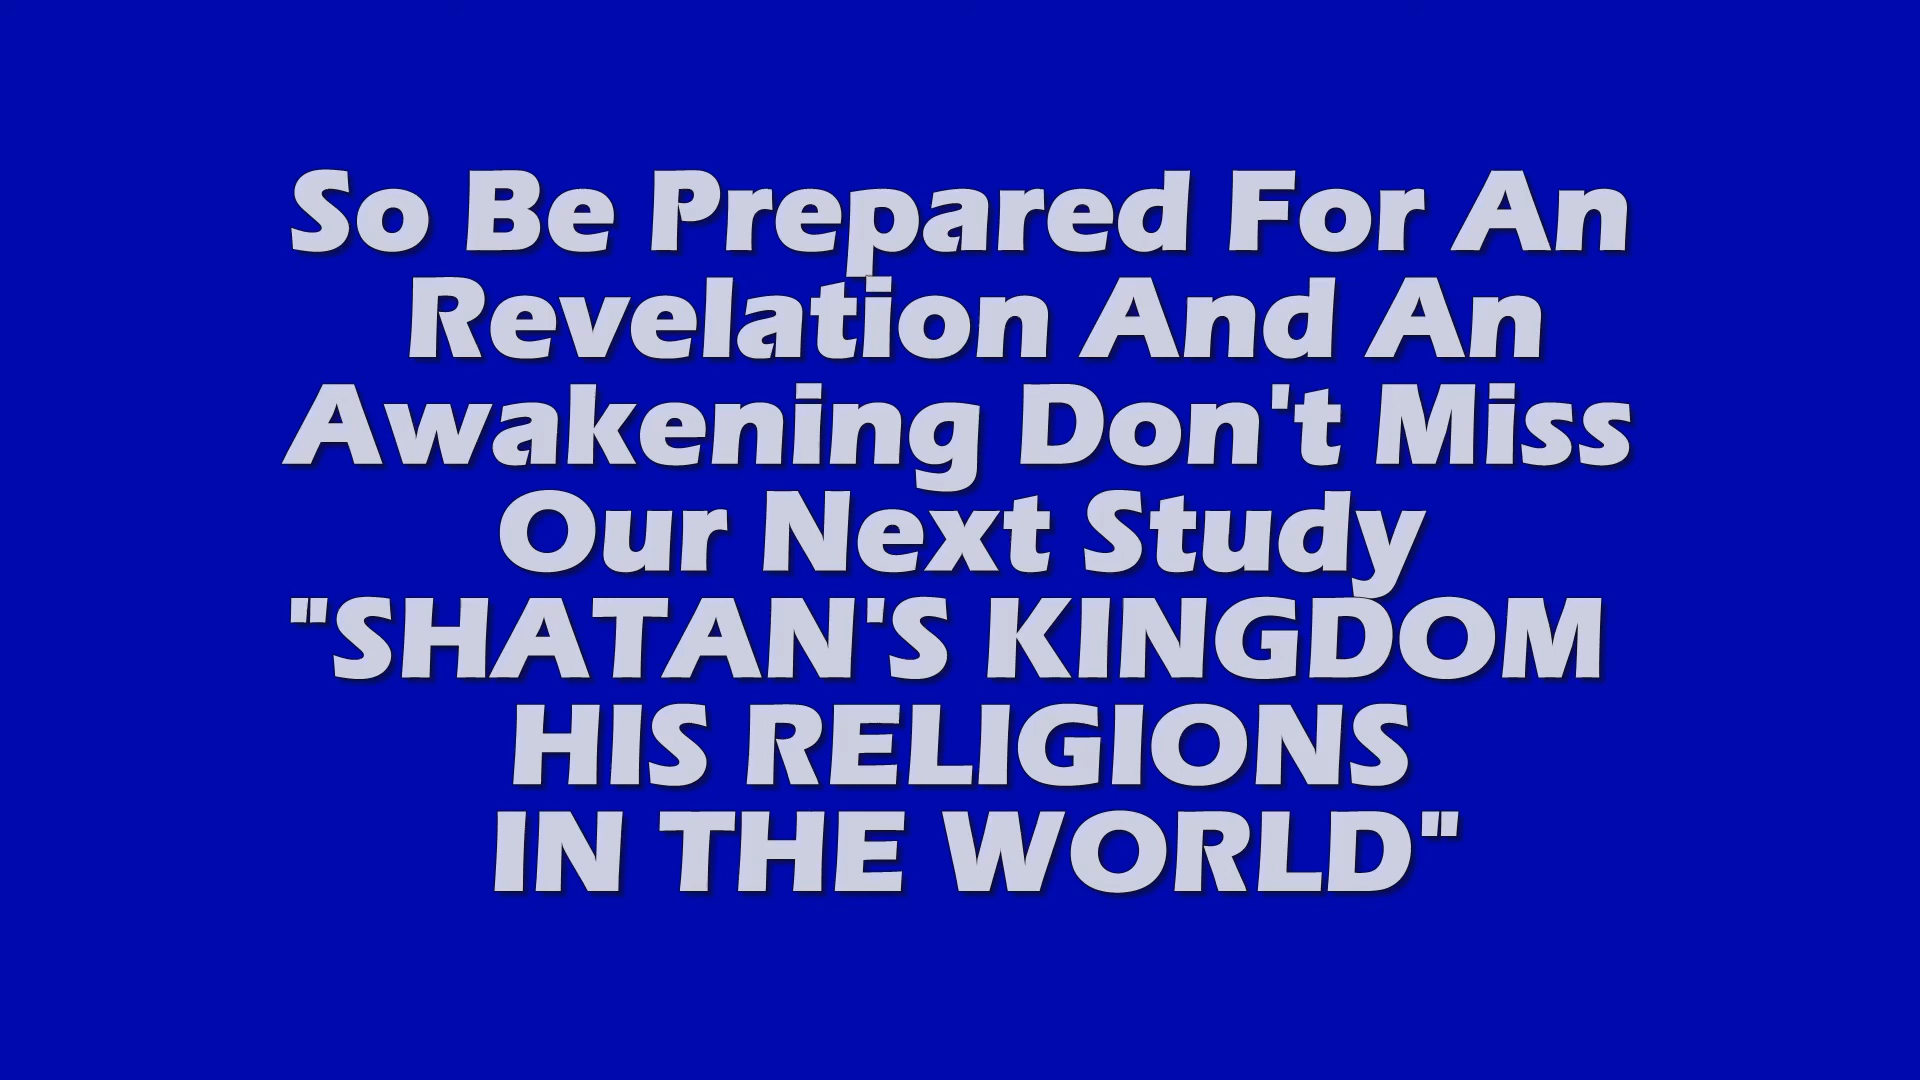 So Be Prepared For An
Revelation And An
Awakening Don't Miss
Our Next Study
"SHATAN'S KINGDOM
HIS RELIGIONS
IN THE WORLD"